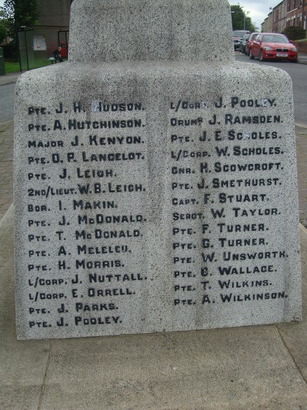 PTE. J. H. HUDSON.
PTE. A. HUTCHINSON.
MAJOR J. KENYON.
PTE. O. P. LANGELOT.
PTE. J. LEIGH.
2ND/LIEUT. W. B. LEIGH.
BDR. I. MAKIN.
PTE. J. MCDONALD.
PTE. T. MCDONALD.
PTE. A. MELELEU.
PTE. H. MORRIS.
L/CORP. J. NUTTALL.
L/CORP. E. ORRELL.
PTE. J. PARKS.
PTE. J. POOLEY.
L/CORP. J. POOLEY.
DRUMR J. RAMSDEN.
PTE. J. E. SCHOLES.
L/CORP. W. SCHOLES.
GNR. H. SCOWCROFT.
PTE. J. SMETHURST.
CAPT. F. STUART.
SERGT. W. TAYLOR.
PTE. F. TURNER.
PTE. G. TURNER.
PTE. W. UNSWORTH.
PTE. WALLACE.
PTE. T. WILKINS.
PTE. A. WILKINSON.